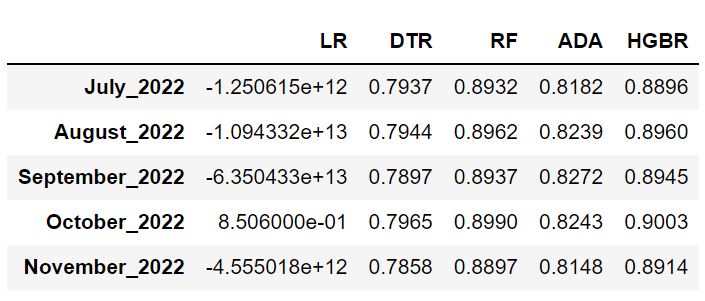 LR DTR RF ADA HGBR
July_2022 -1.250615e+12 0.7937 0.8932 0.8182 0.8896
August_2022 -1.094332e+13 0.7944 0.8962 0.8239 0.8960
September_2022 -6.350433e+13 0.7897 0.8937 0.8272 0.8945
October_2022 8.506000e-01 0.7965 0.8990 0.8243 0.9003
November_2022 -4.555018e+12 0.7858 0.8897 0.8148 0.8914